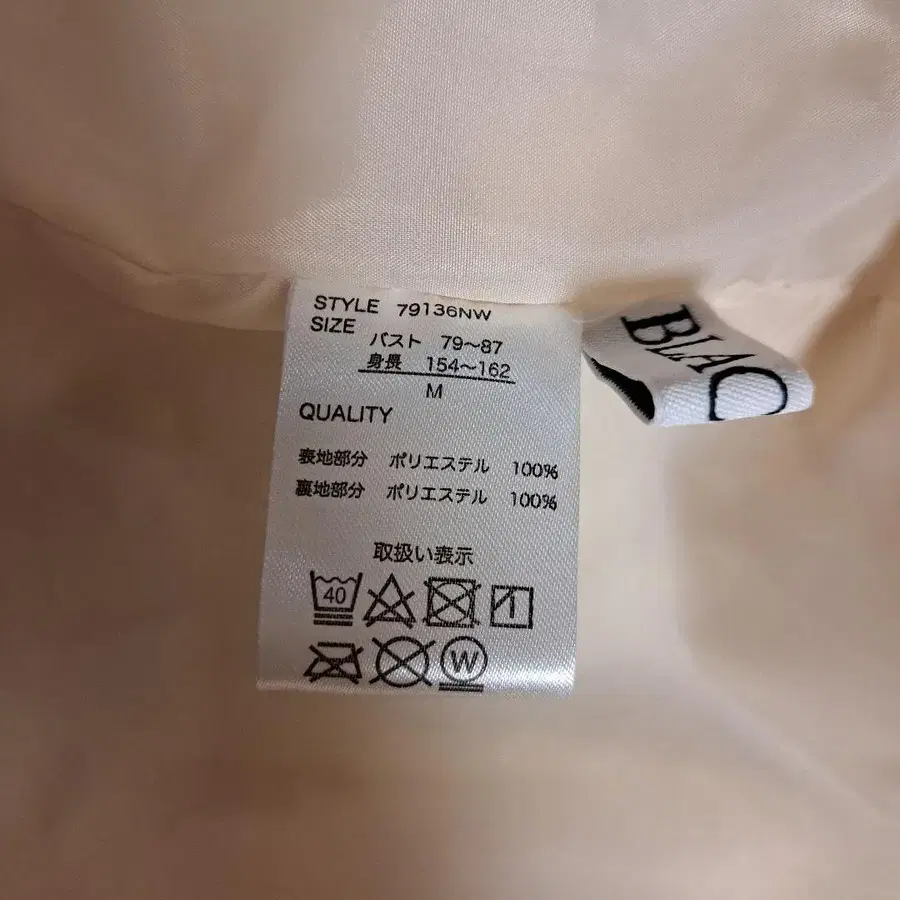 STYLE 79136NW
SIZE
バスト 79〜87
身長 154〜162
M
QUALITY
表地部分 ポリエステル 100%
裏地部分 ポリエステル 100%
取扱い表示
40
W
BLAC